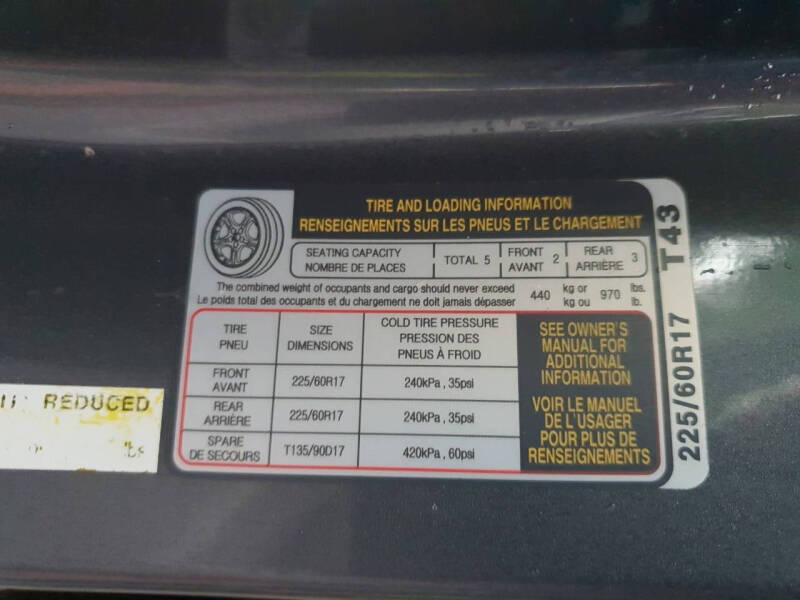 TIRE AND LOADING INFORMATION
RENSEIGNEMENTS SUR LES PNEUS ET LE CHARGEMENT
SEATING CAPACITY
NOMBRE DE PLACES
TOTAL 5
FRONT
AVANT 2
REAR
ARRIÈRE 3
The combined weight of occupants and cargo should never exceed
Le poids total des occupants et du chargement ne doit jamais dépasser
440
kg or
kg ou
970
lbs.
lb.
TIRE
PNEU
SIZE
DIMENSIONS
COLD TIRE PRESSURE
PRESSION DES
PNEUS À FROID
FRONT
AVANT
225/60R17
240kPa , 35psi
REAR
ARRIÈRE
225/60R17
240kPa , 35psi
SPARE
DE SECOURS
T135/90D17
420kPa , 60psi
SEE OWNER'S
MANUAL FOR
ADDITIONAL
INFORMATION
VOIR LE MANUEL
DE L'USAGER
POUR PLUS DE
RENSEIGNEMENTS
225/60R17 T43
REDUCED